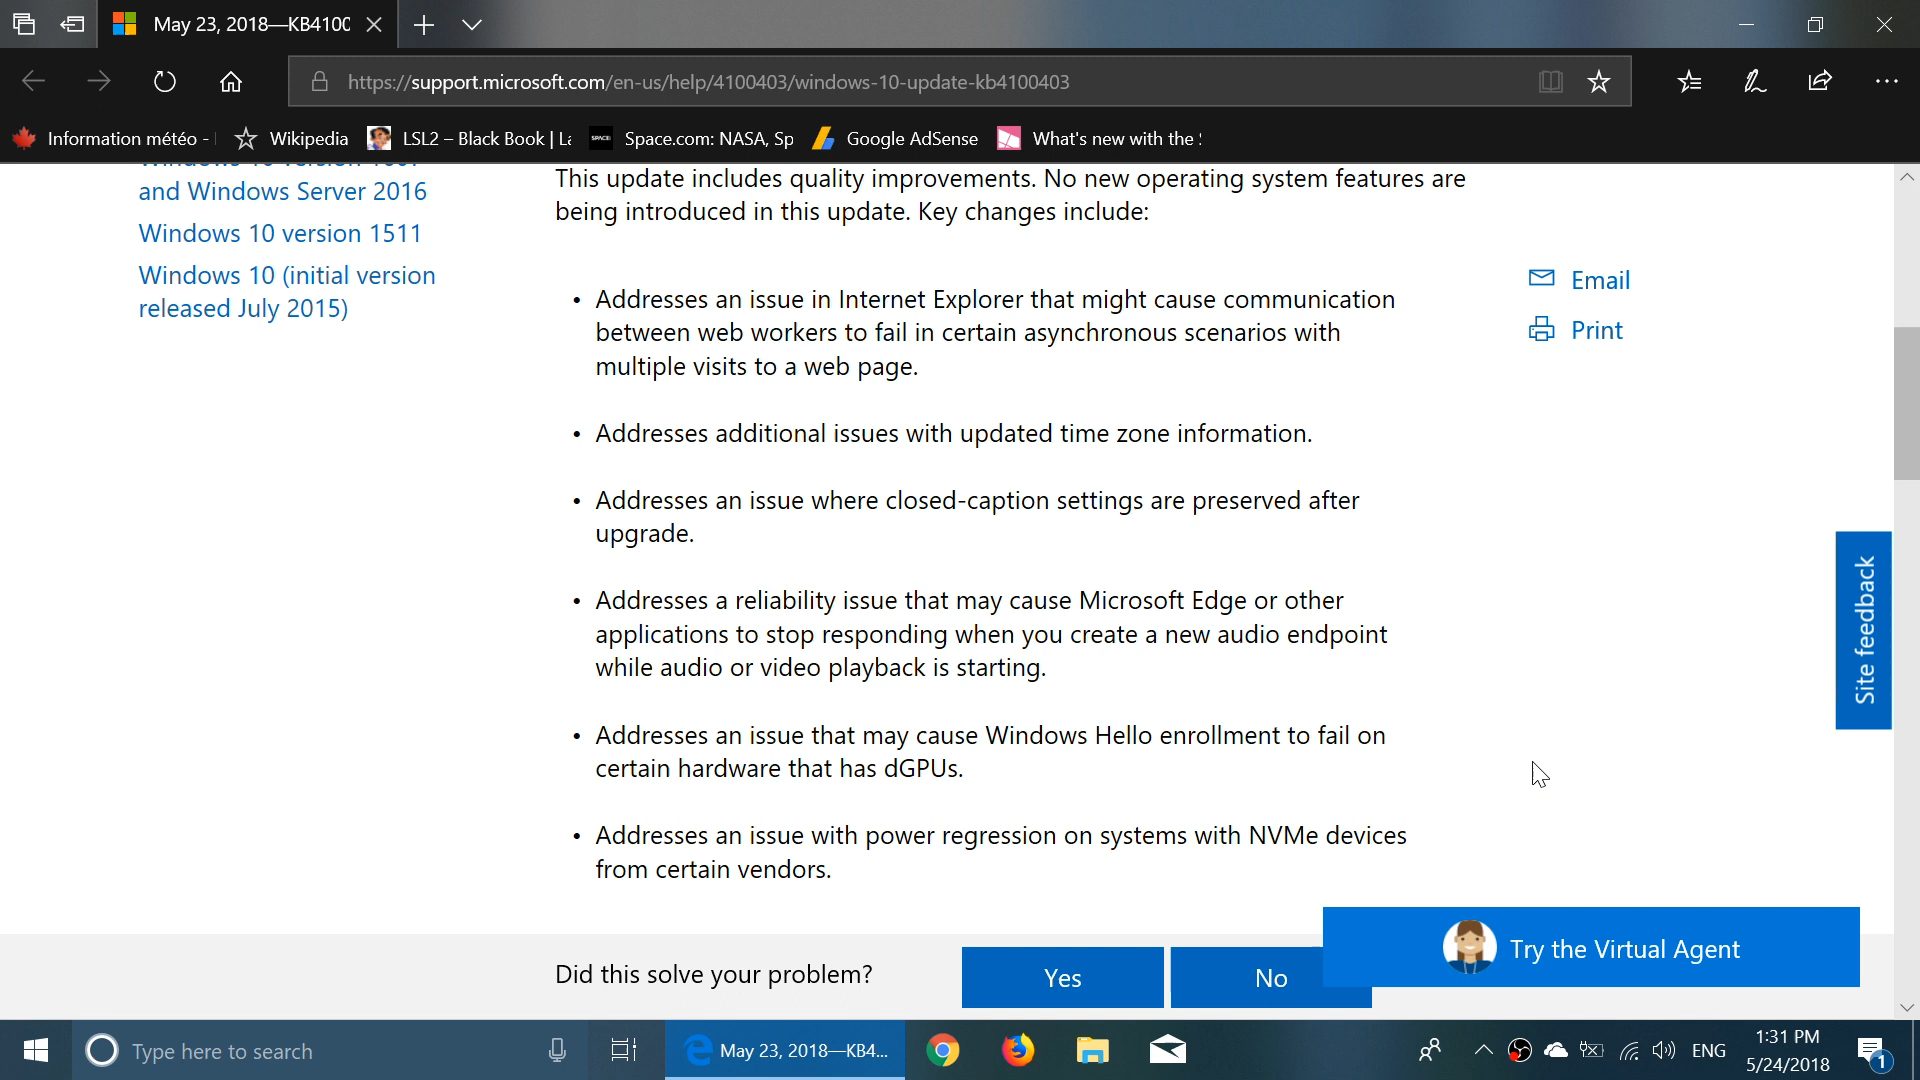 May 23, 2018—KB4100
https://support.microsoft.com/en-us/help/4100403/windows-10-update-kb4100403
Information météo -
Wikipedia
LSL2 – Black Book | La
Space.com: NASA, Sp
Google AdSense
What's new with the
and Windows Server 2016
Windows 10 version 1511
Windows 10 (initial version
released July 2015)
This update includes quality improvements. No new operating system features are
being introduced in this update. Key changes include:
• Addresses an issue in Internet Explorer that might cause communication
between web workers to fail in certain asynchronous scenarios with
multiple visits to a web page.
• Addresses additional issues with updated time zone information.
• Addresses an issue where closed-caption settings are preserved after
upgrade.
• Addresses a reliability issue that may cause Microsoft Edge or other
applications to stop responding when you create a new audio endpoint
while audio or video playback is starting.
• Addresses an issue that may cause Windows Hello enrollment to fail on
certain hardware that has dGPUs.
• Addresses an issue with power regression on systems with NVMe devices
from certain vendors.
Email
Print
Site feedback
Did this solve your problem?
Yes
No
Try the Virtual Agent
Type here to search
May 23, 2018—KB4...
ENG
1:31 PM
5/24/2018
1